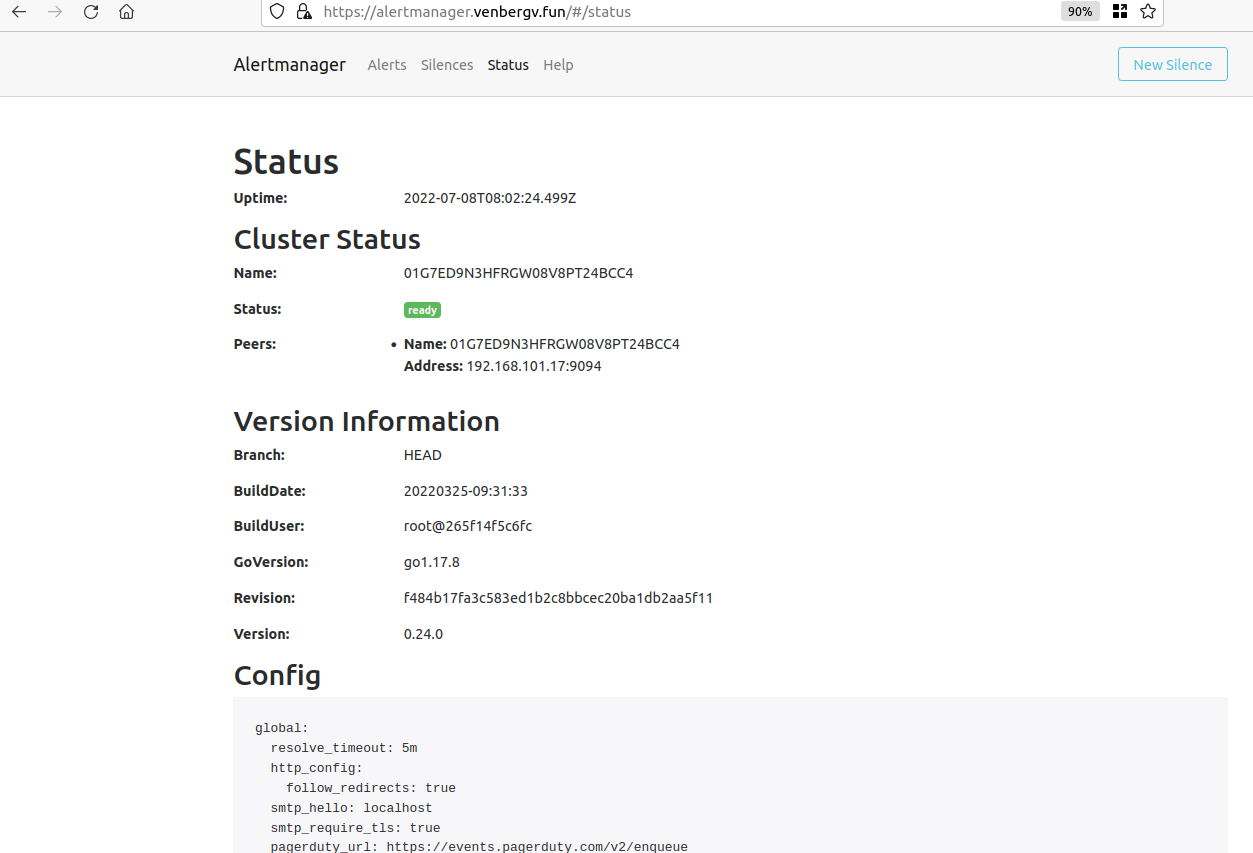 https://alertmanager.venbergv.fun/#/status 90%
Alertmanager Alerts Silences Status Help New Silence
Status
Uptime: 2022-07-08T08:02:24.499Z
Cluster Status
Name: 01G7ED9N3HFRGW08V8PT24BCC4
Status: ready
Peers: • Name: 01G7ED9N3HFRGW08V8PT24BCC4
Address: 192.168.101.17:9094
Version Information
Branch: HEAD
BuildDate: 20220325-09:31:33
BuildUser: root@265f14f5c6fc
GoVersion: go1.17.8
Revision: f484b17fa3c583ed1b2c8bbcec20ba1db2aa5f11
Version: 0.24.0
Config
global:
  resolve_timeout: 5m
  http_config:
    follow_redirects: true
  smtp_hello: localhost
  smtp_require_tls: true
  pagerduty_url: https://events.pagerduty.com/v2/enqueue